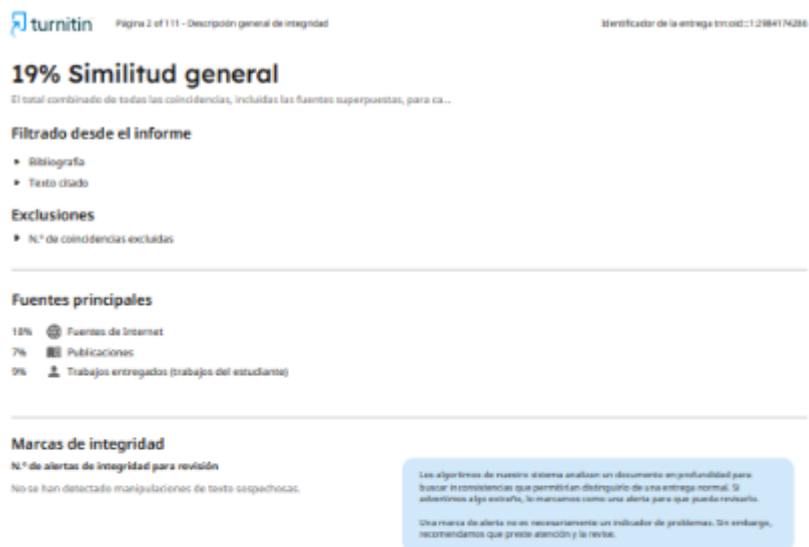 turnitin Página 2 of 111 - Descripción general de integridad Identificador de la entrega trn:oid:::1:2984174286
19% Similitud general
El total combinado de todas las coincidencias, incluidas las fuentes superpuestas, para ca...
Filtrado desde el informe
Bibliografía
Texto citado
Exclusiones
N.º de coincidencias excluidas
Fuentes principales
18% Fuentes de Internet
7% Publicaciones
9% Trabajos entregados (trabajos del estudiante)
Marcas de integridad
N.º de alertas de integridad para revisión
No se han detectado manipulaciones de texto sospechosas.
Los algoritmos de nuestro sistema analizan un documento en profundidad para
buscar inconsistencias que permitirían distinguirlo de una entrega normal. Si
advertimos algo extraño, lo marcamos como una alerta para que pueda revisarlo.
Una marca de alerta no es necesariamente un indicador de problemas. Sin embargo,
recomendamos que preste atención y la revise.